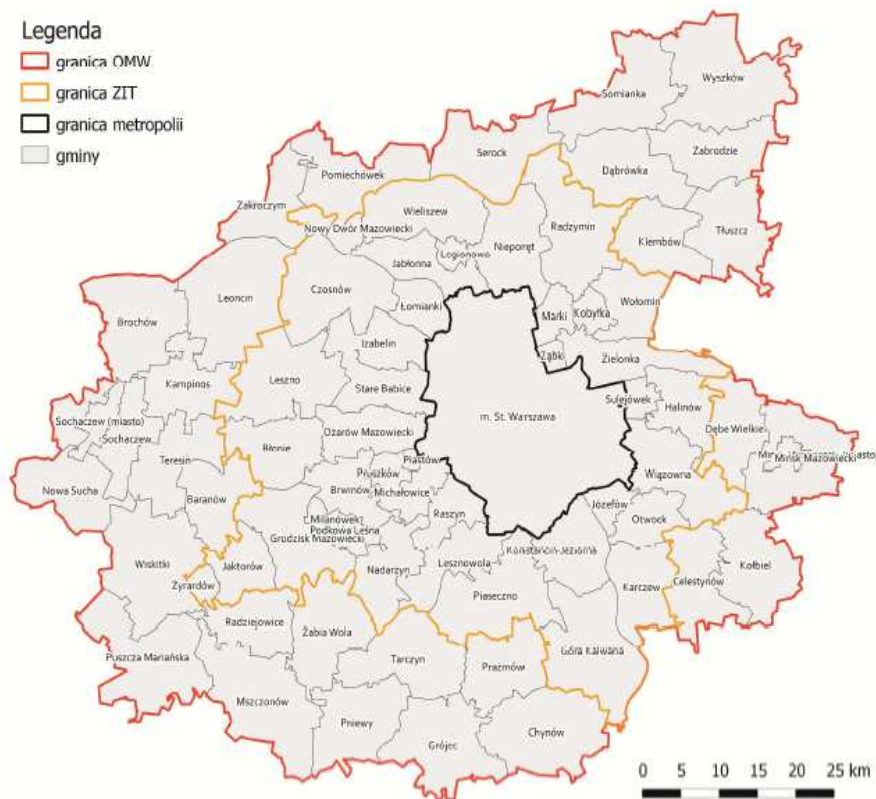 Legenda
granica OMW
granica ZIT
granica metropolii
gminy
Wyszków
Somianka
Zabrodzie
Serock
Dąbrówka
Pomiechówek
Zakroczym
Wieliszew
Nowy Dwór Mazowiecki
Radzymin
Klembów
Tłuszcz
Nieporęt
Legionowo
Jabłonna
Czosnów
Leoncin
Łomianki
Wołomin
Brochów
Marki
Kobyłka
Izabelin
Ząbki
Zielonka
Leszno
Kampinos
Stare Babice
Sulejówek
Halinów
Sochaczew (miasto)
m. St. Warszawa
Dębe Wielkie
Ożarów Mazowiecki
Sochaczew
Błonie
Teresin
Piastów
Mińsk Mazowiecki
Pruszków
Wiązowna
Nowa Sucha
Brwinów
Michałowice
Baranów
Józefów
Raszyn
Milanówek
Otwock
Podkowa Leśna
Grodzisk Mazowiecki
Konstancin-Jeziorna
Wiskitki
Jaktorów
Nadarzyn
Lesznowola
Kołbiel
Żyrardów
Karczew
Celestynów
Piaseczno
Radziejowice
Żabia Wola
Góra Kalwaria
Puszcza Mariańska
Tarczyn
Prażmów
Mszczonów
Pniewy
Chynów
Grójec
0 5 10 15 20 25 km